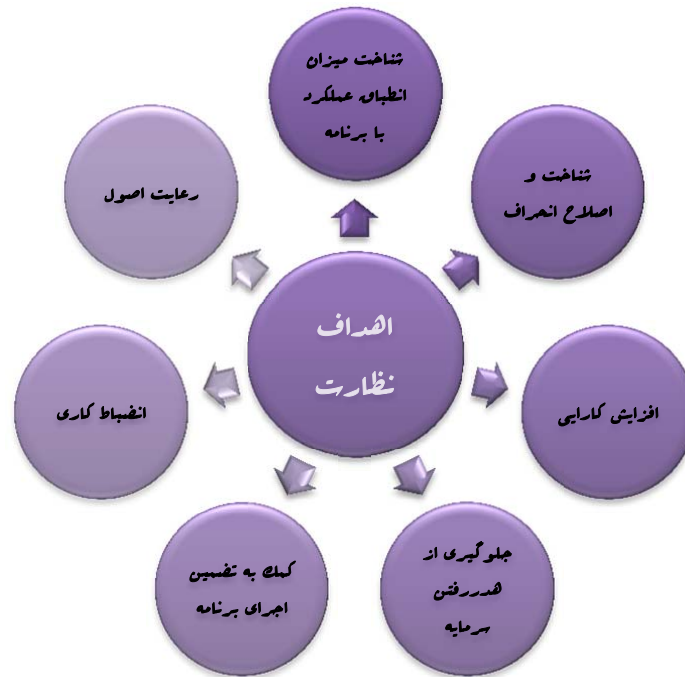 اهداف
نظارت
شناخت میزان
انطباق عملکرد
با برنامه
شناخت و
اصلاح انحراف
افزایش کارایی
جلوگیری از
هدررفتن
سرمایه
کمک به تضمین
اجرای برنامه
انضباط کاری
رعایت اصول